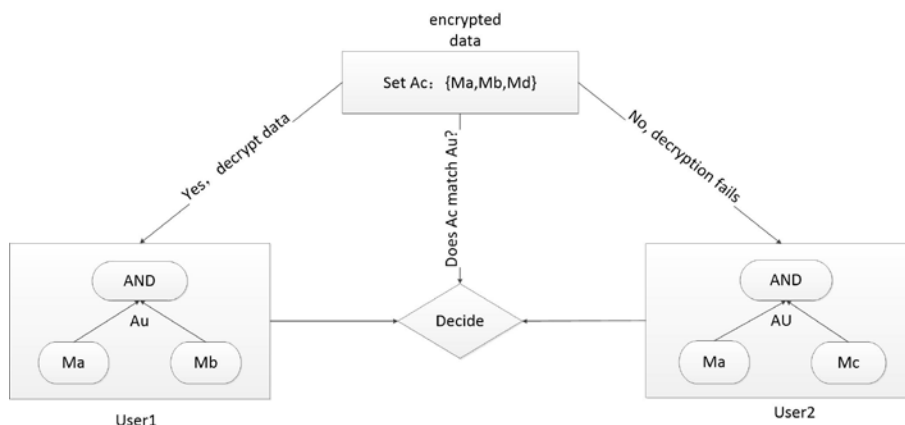 encrypted
data
Set Ac：{Ma,Mb,Md}
Yes，decrypt data
Does Ac match Au?
No, decryption fails
AND
Au
Ma
Mb
User1
Decide
AND
AU
Ma
Mc
User2